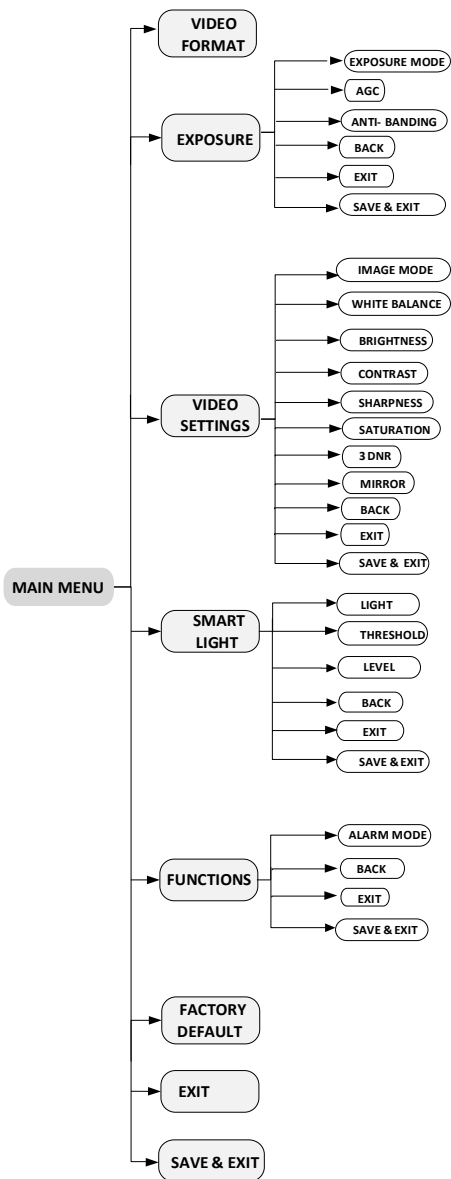 VIDEO
FORMAT
EXPOSURE
EXPOSURE MODE
AGC
ANTI- BANDING
BACK
EXIT
SAVE & EXIT
VIDEO
SETTINGS
IMAGE MODE
WHITE BALANCE
BRIGHTNESS
CONTRAST
SHARPNESS
SATURATION
3 DNR
MIRROR
BACK
EXIT
SAVE & EXIT
MAIN MENU
SMART
LIGHT
LIGHT
THRESHOLD
LEVEL
BACK
EXIT
SAVE & EXIT
FUNCTIONS
ALARM MODE
BACK
EXIT
SAVE & EXIT
FACTORY
DEFAULT
EXIT
SAVE & EXIT